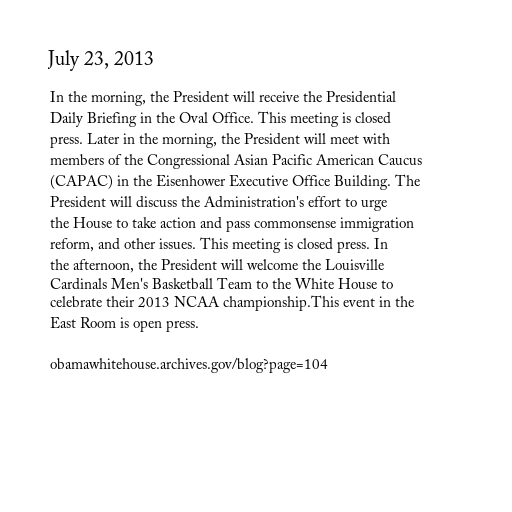 July 23, 2013
In the morning, the President will receive the Presidential
Daily Briefing in the Oval Office. This meeting is closed
press. Later in the morning, the President will meet with
members of the Congressional Asian Pacific American Caucus
(CAPAC) in the Eisenhower Executive Office Building. The
President will discuss the Administration's effort to urge
the House to take action and pass commonsense immigration
reform, and other issues. This meeting is closed press. In
the afternoon, the President will welcome the Louisville
Cardinals Men's Basketball Team to the White House to
celebrate their 2013 NCAA championship.This event in the
East Room is open press.
obamawhitehouse.archives.gov/blog?page=104